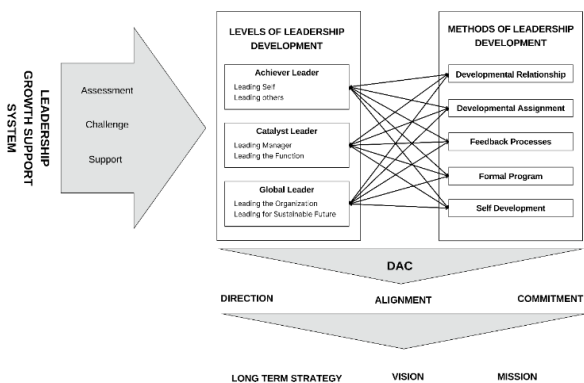 LEADERSHIP
GROWTH SUPPORT
SYSTEM
Assessment
Challenge
Support
LEVELS OF LEADERSHIP
DEVELOPMENT
Achiever Leader
Leading Self
Leading others
Catalyst Leader
Leading Manager
Leading the Function
Global Leader
Leading the Organization
Leading for Sustainable Future
METHODS OF LEADERSHIP
DEVELOPMENT
Developmental Relationship
Developmental Assignment
Feedback Processes
Formal Program
Self Development
DAC
DIRECTION
ALIGNMENT
COMMITMENT
LONG TERM STRATEGY
VISION
MISSION